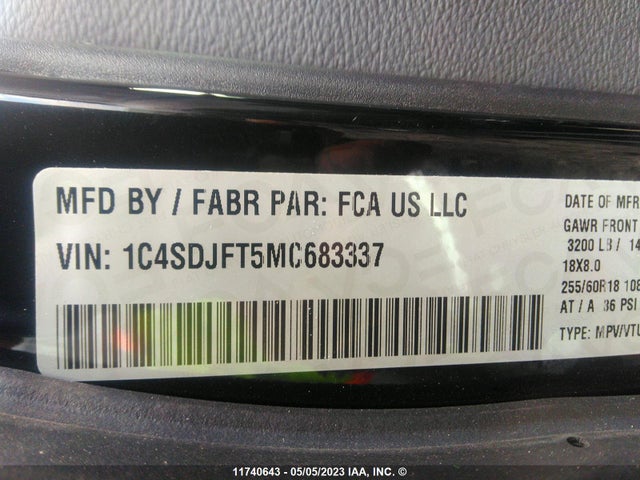 MFD BY / FABR PAR: FCA US LLC
VIN: 1C4SDJFT5MC683337
DATE OF MFR
GAWR FRONT
3200 LB / 14
18X8.0
255/60R18 108
AT / A 36 PSI
TYPE: MPV/VTU
11740643 - 05/05/2023 IAA, Inc. ©